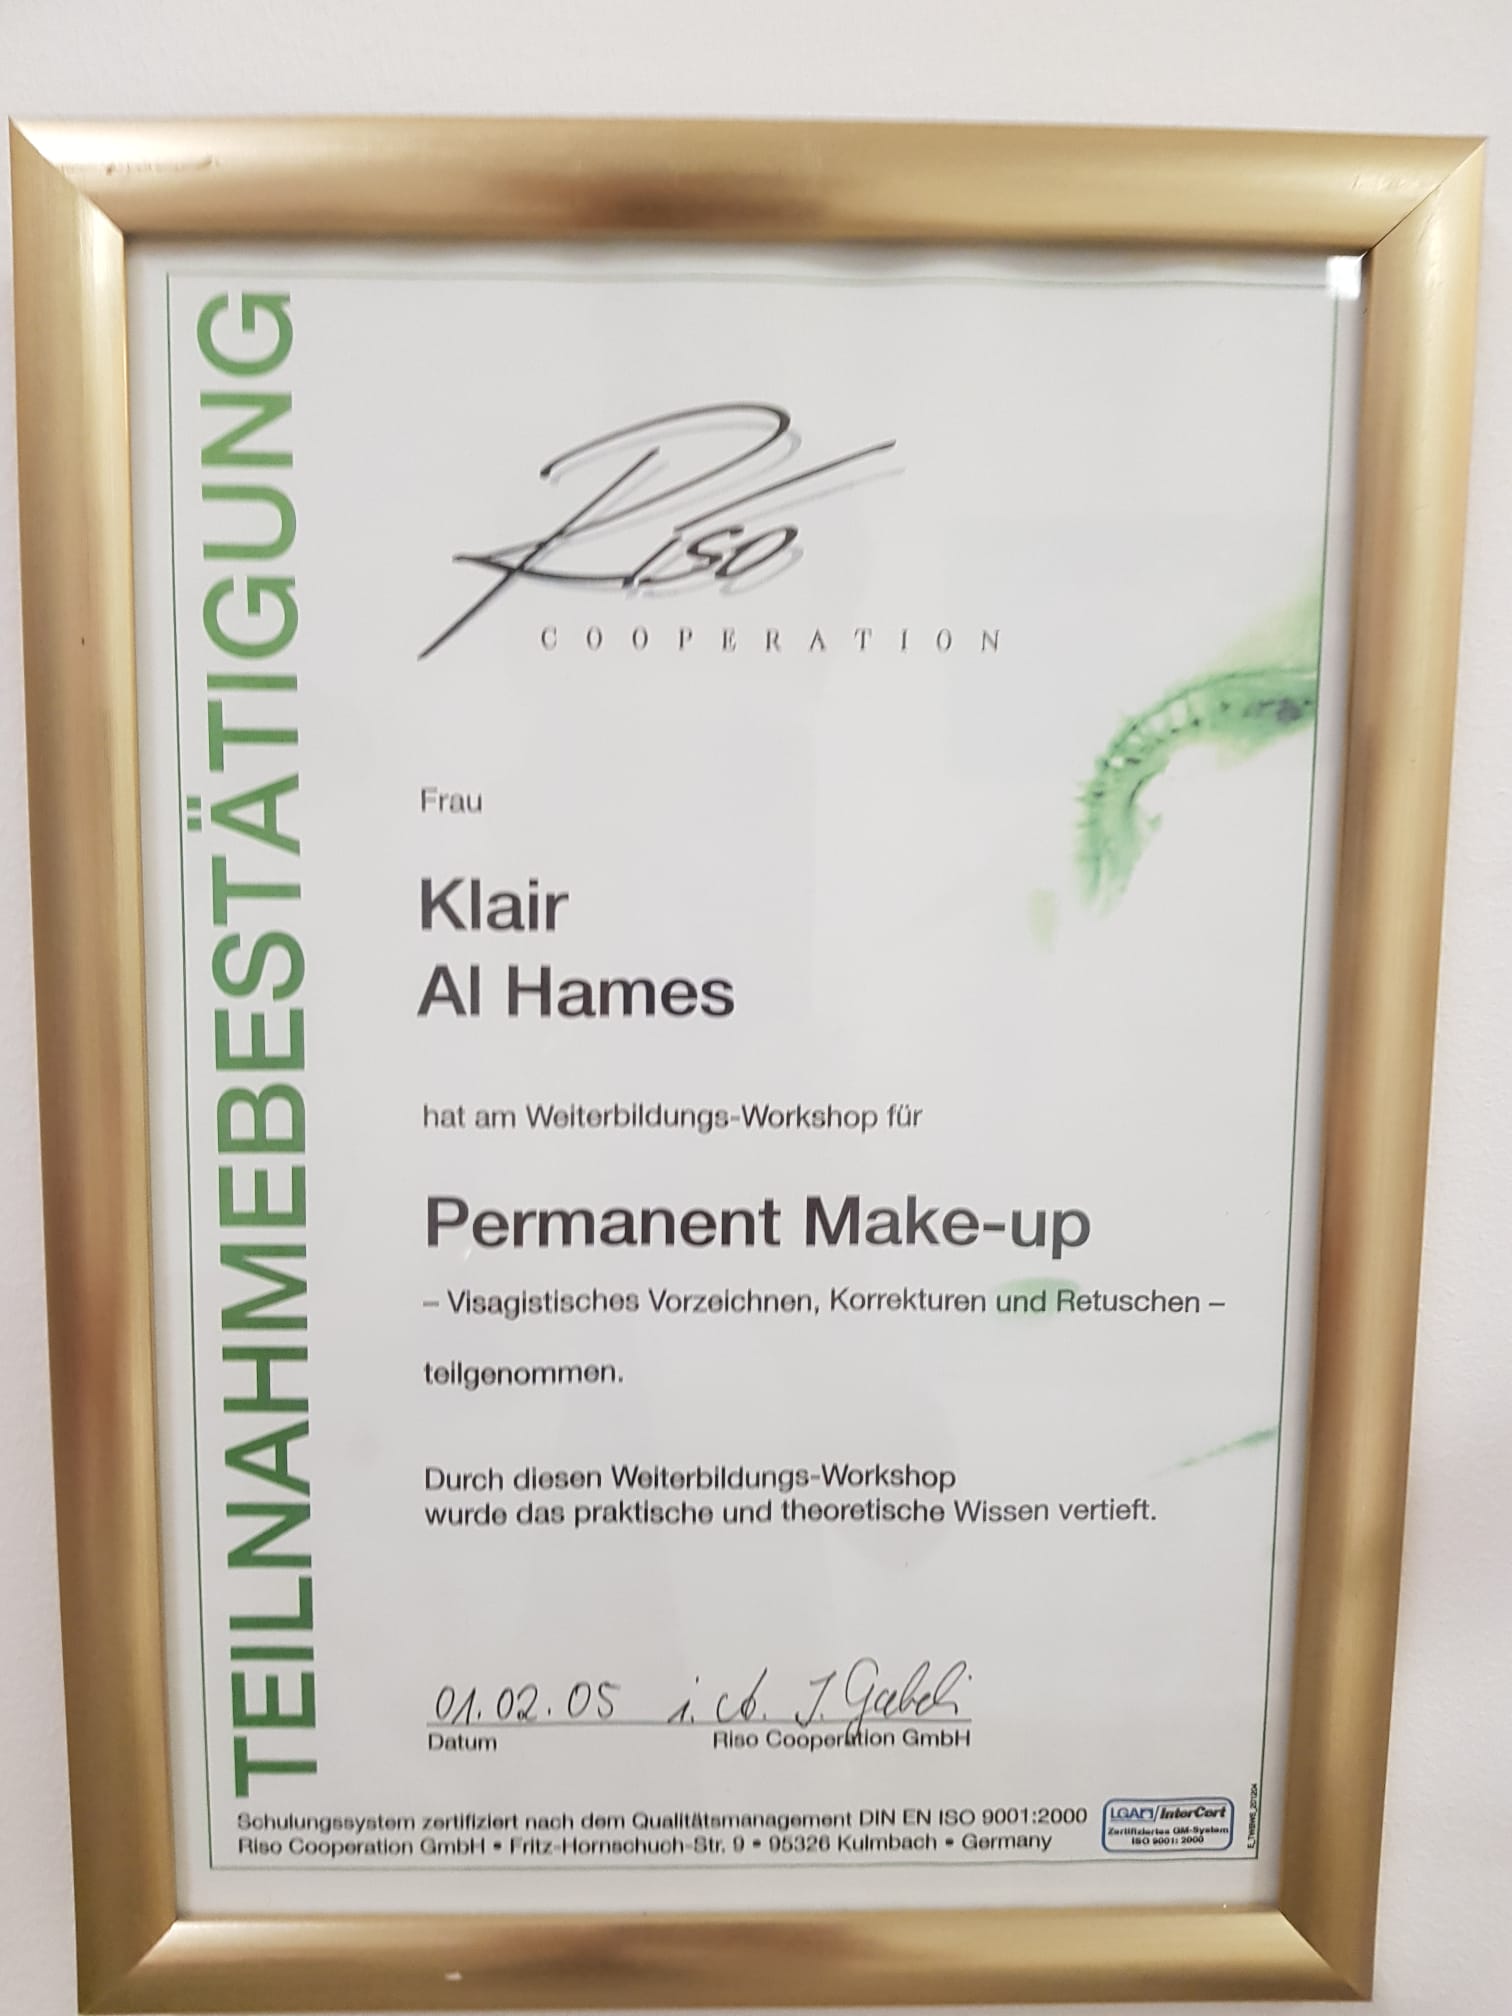 TEILNAHMEBESTÄTIGUNG
Riso
COOPERATION
Frau
Klair
Al Hames
hat am Weiterbildungs-Workshop für
Permanent Make-up
– Visagistisches Vorzeichnen, Korrekturen und Retuschen –
teilgenommen.
Durch diesen Weiterbildungs-Workshop
wurde das praktische und theoretische Wissen vertieft.
01.02.05
Datum
Riso Cooperation GmbH
Schulungssystem zertifiziert nach dem Qualitätsmanagement DIN EN ISO 9001:2000
Riso Cooperation GmbH • Fritz-Hornschuch-Str. 9 • 95326 Kulmbach • Germany
LGA InterCert
Zertifiziertes QM-System
ISO 9001: 2000